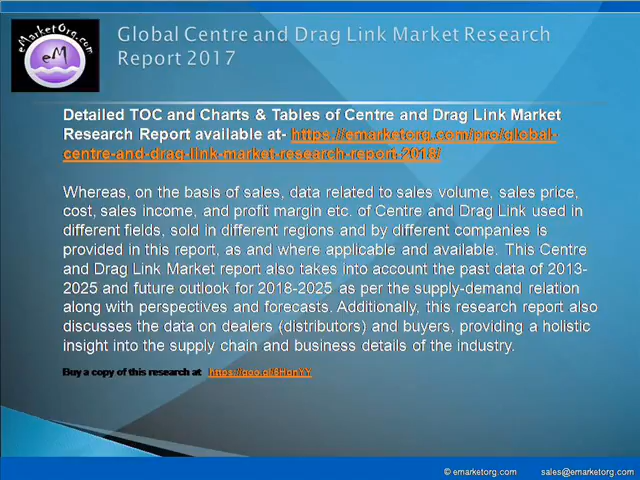 eMarketOrg.com
eM
Global Centre and Drag Link Market Research
Report 2017
Detailed TOC and Charts & Tables of Centre and Drag Link Market
Research Report available at- https://emarketorg.com/pro/global-
centre-and-drag-link-market-research-report-2018/
Whereas, on the basis of sales, data related to sales volume, sales price,
cost, sales income, and profit margin etc. of Centre and Drag Link used in
different fields, sold in different regions and by different companies is
provided in this report, as and where applicable and available. This Centre
and Drag Link Market report also takes into account the past data of 2013-
2025 and future outlook for 2018-2025 as per the supply-demand relation
along with perspectives and forecasts. Additionally, this research report also
discusses the data on dealers (distributors) and buyers, providing a holistic
insight into the supply chain and business details of the industry.
Buy a copy of this research at
© emarketorg.com sales@emarketorg.com